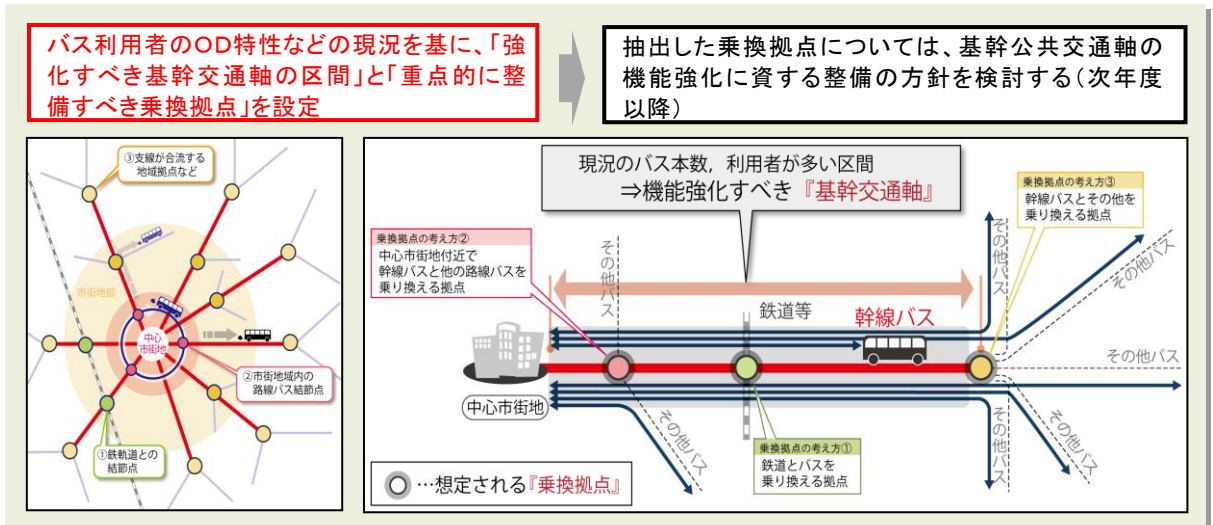 バス利用者のOD特性などの現況を基に、「強
化すべき基幹交通軸の区間」と「重点的に整
備すべき乗換拠点」を設定
抽出した乗換拠点については、基幹公共交通軸の
機能強化に資する整備の方針を検討する(次年度
以降)
③支線が合流する
地域拠点など
市街地部
中心
市街地
②市街地域内の
路線バス結節点
①鉄軌道との
結節点
現況のバス本数，利用者が多い区間
⇒機能強化すべき『基幹交通軸』
乗換拠点の考え方②
中心市街地付近で
幹線バスと他の路線バスを
乗り換える拠点
乗換拠点の考え方③
幹線バスとその他を
乗り換える拠点
その他バス
鉄道等
幹線バス
その他バス
その他バス
その他バス
中心市街地
その他バス
その他バス
その他バス
乗換拠点の考え方①
鉄道とバスを
乗り換える拠点
…想定される『乗換拠点』